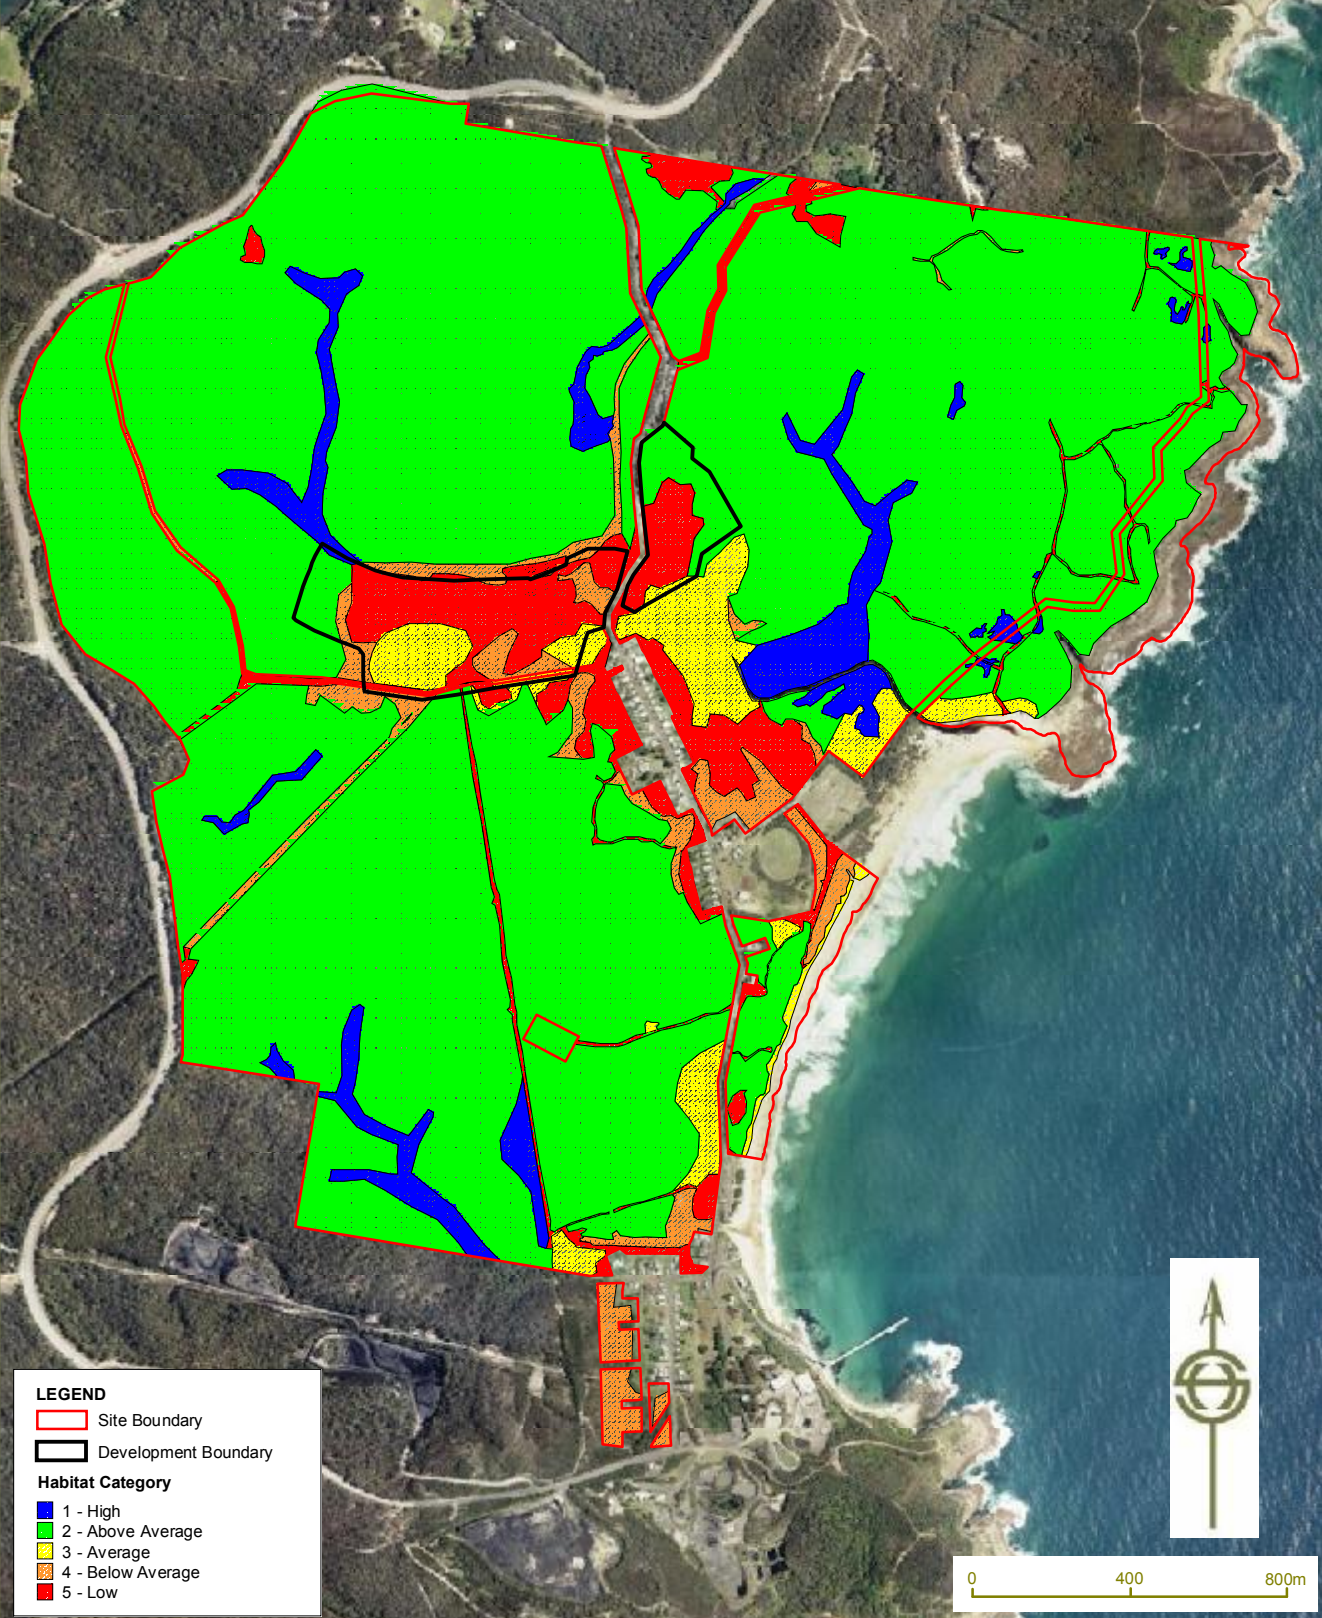 LEGEND
Site Boundary
Development Boundary
Habitat Category
1 - High
2 - Above Average
3 - Average
4 - Below Average
5 - Low
0 400 800m